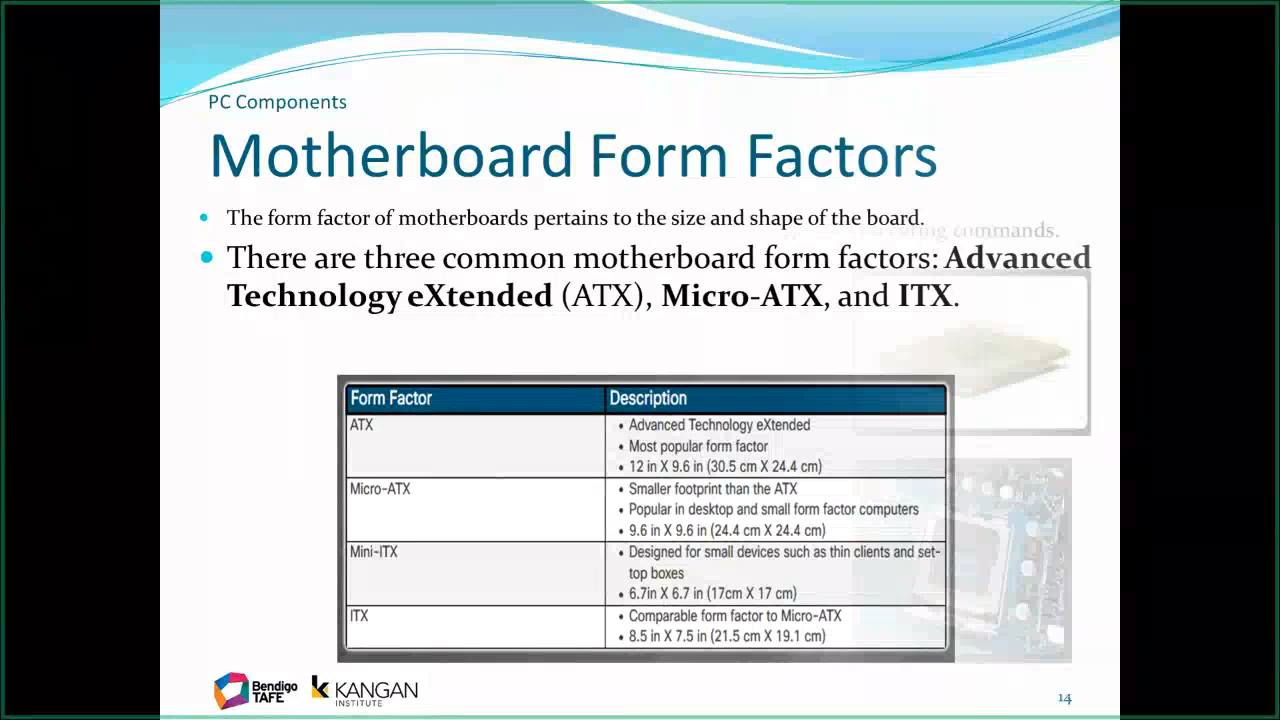 PC Components
Motherboard Form Factors
• The form factor of motherboards pertains to the size and shape of the board.
commands.
• There are three common motherboard form factors: Advanced
Technology eXtended (ATX), Micro-ATX, and ITX.
Form Factor Description
ATX • Advanced Technology eXtended
• Most popular form factor
• 12 in X 9.6 in (30.5 cm X 24.4 cm)
Micro-ATX • Smaller footprint than the ATX
• Popular in desktop and small form factor computers
• 9.6 in X 9.6 in (24.4 cm X 24.4 cm)
Mini-ITX • Designed for small devices such as thin clients and set-
top boxes
• 6.7in X 6.7 in (17cm X 17 cm)
ITX • Comparable form factor to Micro-ATX
• 8.5 in X 7.5 in (21.5 cm X 19.1 cm)
Bendigo
TAFE
KANGAN
INSTITUTE
14